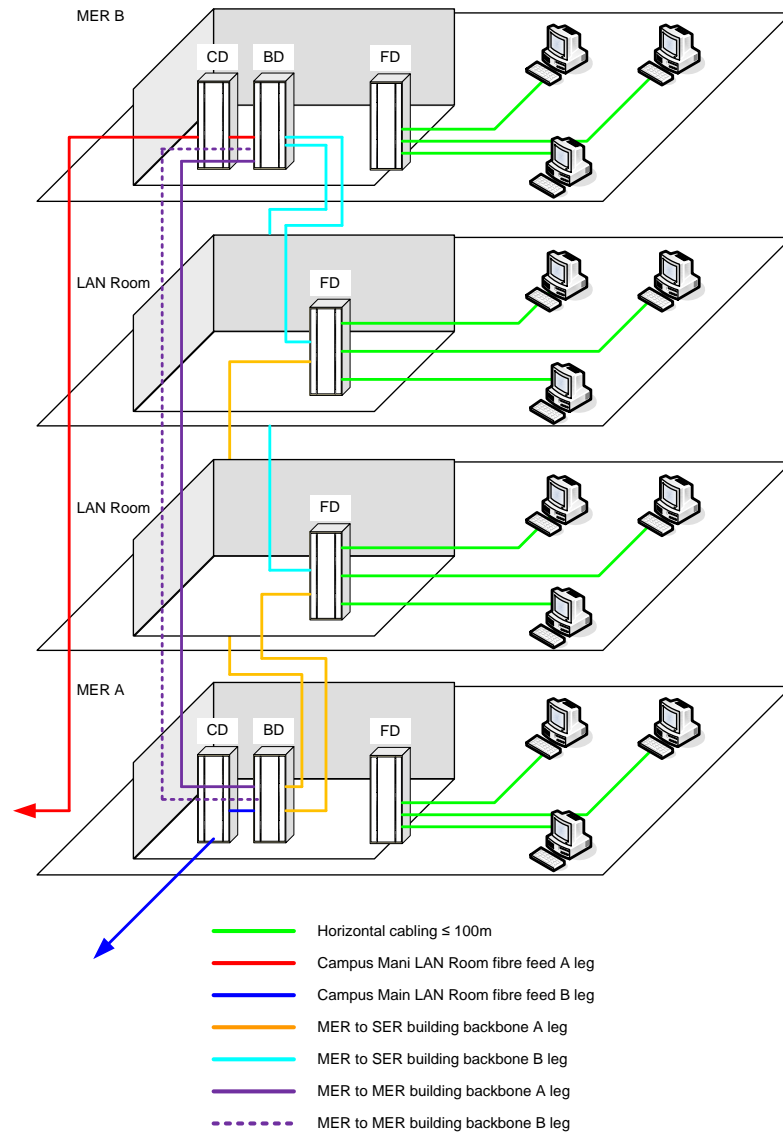 MER B
CD BD FD
LAN Room
FD
LAN Room
FD
MER A
CD BD FD
Horizontal cabling ≤ 100m
Campus Mani LAN Room fibre feed A leg
Campus Main LAN Room fibre feed B leg
MER to SER building backbone A leg
MER to SER building backbone B leg
MER to MER building backbone A leg
MER to MER building backbone B leg